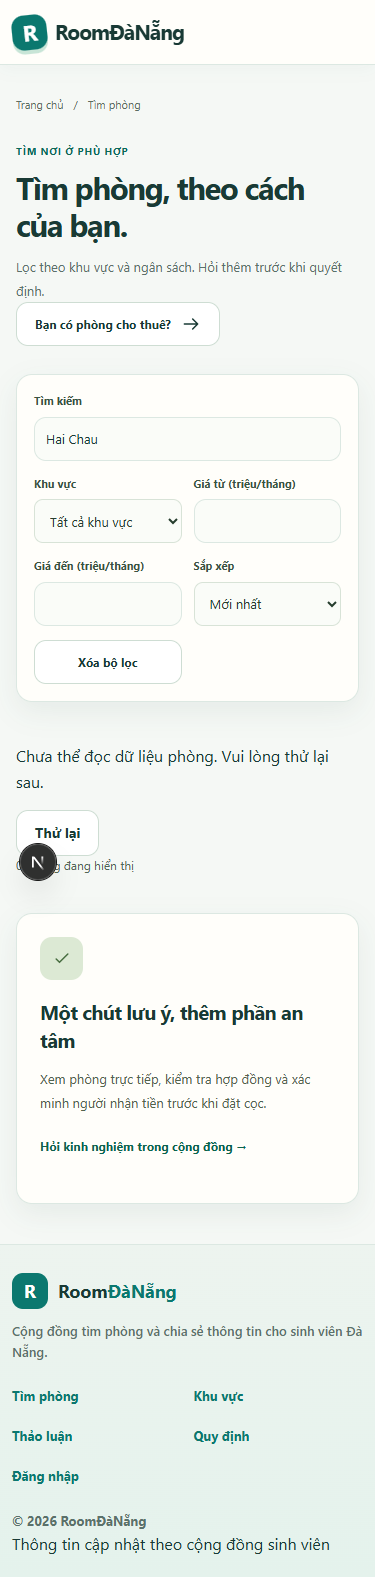 R RoomĐàNẵng
Trang chủ / Tìm phòng
TÌM NƠI Ở PHÙ HỢP
Tìm phòng, theo cách
của bạn.
Lọc theo khu vực và ngân sách. Hỏi thêm trước khi quyết
định.
Bạn có phòng cho thuê? →
Tìm kiếm
Hai Chau
Khu vực Giá từ (triệu/tháng)
Tất cả khu vực
Giá đến (triệu/tháng) Sắp xếp
Mới nhất
Xóa bộ lọc
Chưa thể đọc dữ liệu phòng. Vui lòng thử lại
sau.
Thử lại
N
đang hiển thị
Một chút lưu ý, thêm phần an
tâm
Xem phòng trực tiếp, kiểm tra hợp đồng và xác
minh người nhận tiền trước khi đặt cọc.
Hỏi kinh nghiệm trong cộng đồng →
R RoomĐàNẵng
Cộng đồng tìm phòng và chia sẻ thông tin cho sinh viên Đà
Nẵng.
Tìm phòng Khu vực
Thảo luận Quy định
Đăng nhập
© 2026 RoomĐàNẵng
Thông tin cập nhật theo cộng đồng sinh viên